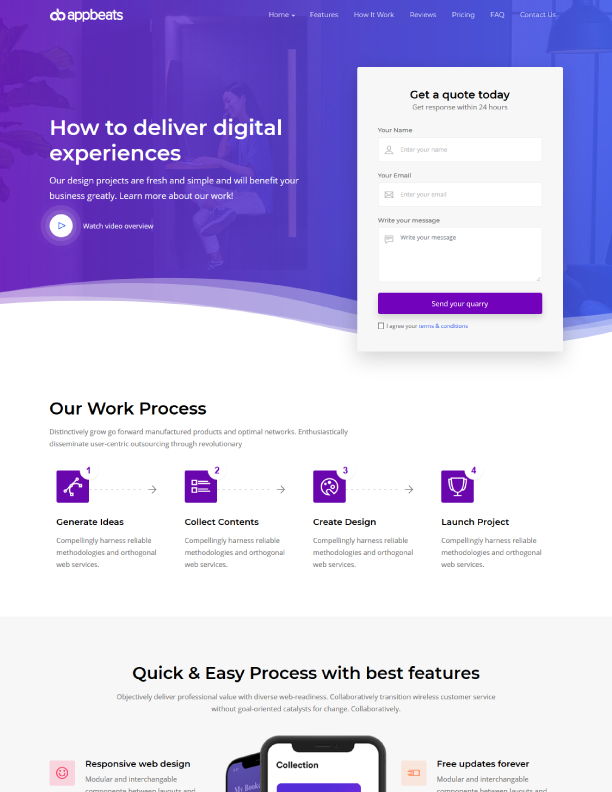 appbeats
Home Features How It Work Reviews Pricing FAQ Contact Us
How to deliver digital
experiences
Our design projects are fresh and simple and will benefit your
business greatly. Learn more about our work!
Watch video overview
Get a quote today
Get response within 24 hours
Your Name
Enter your name
Your Email
Enter your email
Write your message
Write your message
Send your quarry
I agree your terms & conditions
Our Work Process
Distinctively grow go forward manufactured products and optimal networks. Enthusiastically
disseminate user-centric outsourcing through revolutionary
1
2
3
4
Generate Ideas
Compellingly harness reliable
methodologies and orthogonal
web services.
Collect Contents
Compellingly harness reliable
methodologies and orthogonal
web services.
Create Design
Compellingly harness reliable
methodologies and orthogonal
web services.
Launch Project
Compellingly harness reliable
methodologies and orthogonal
web services.
Quick & Easy Process with best features
Objectively deliver professional value with diverse web-readiness. Collaboratively transition wireless customer service
without goal-oriented catalysts for change. Collaboratively.
Responsive web design
Modular and interchangable
componente between layouts and
Collection
My Book
Free updates forever
Modular and interchangable
componente between layouts and